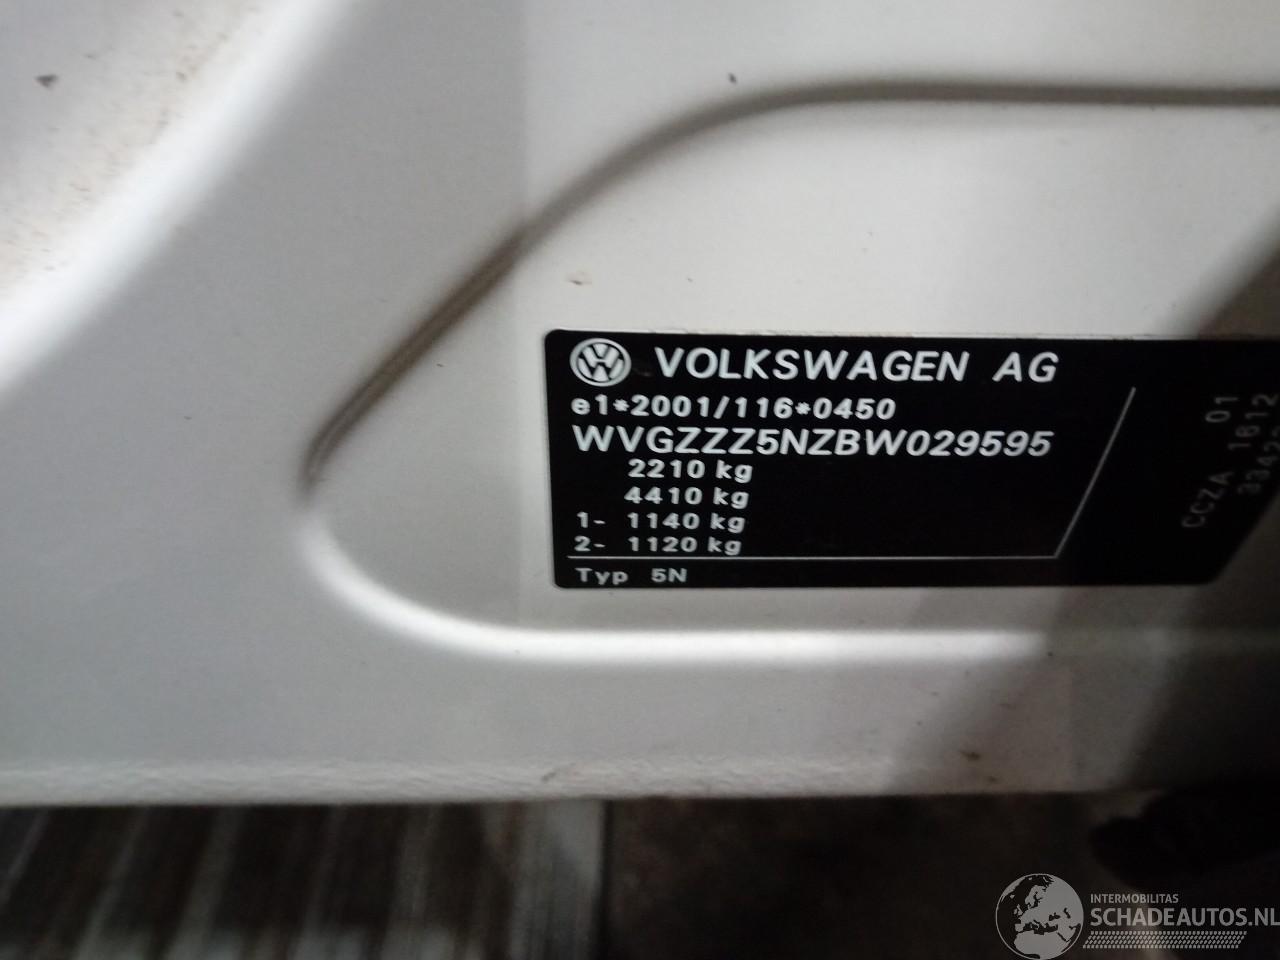 VOLKSWAGEN AG
e1*2001/116*0450
WVGZZZ5NZBW029595
2210 kg
4410 kg
1- 1140 kg
2- 1120 kg
Typ 5N
01
CCZA 1612
INTERMOBILITAS
SCHADEAUTOS.NL